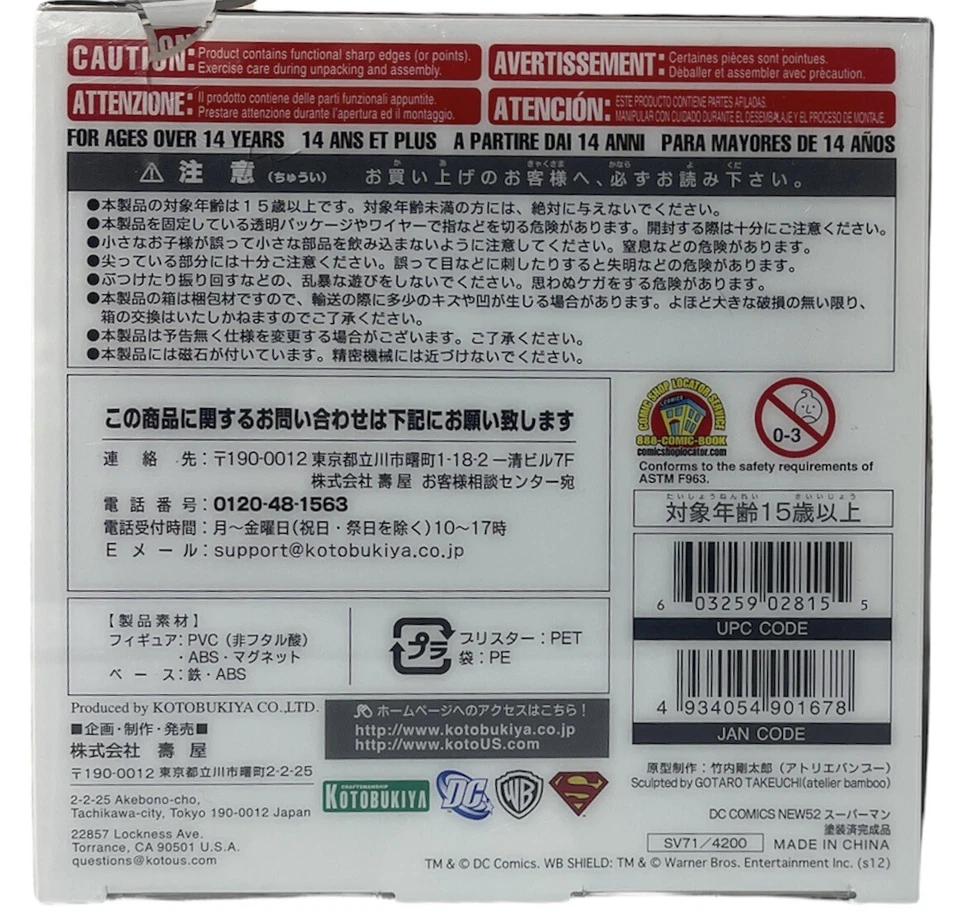 CAUTION: Product contains functional sharp edges (or points).
Exercise care during unpacking and assembly.
AVERTISSEMENT: Certaines pièces sont pointues.
Déballer et assembler avec précaution.
ATTENZIONE: Il prodotto contiene delle parti funzionali appuntite.
Prestare attenzione durante l'apertura ed il montaggio.
ATENCIÓN: ESTE PRODUCTO CONTIENE PARTES AFILADAS.
MANIPULAR CON CUIDADO DURANTE EL DESEMBALAJE Y EL PROCESO DE MONTAJE.
FOR AGES OVER 14 YEARS 14 ANS ET PLUS A PARTIRE DAI 14 ANNI PARA MAYORES DE 14 AÑOS
⚠注意(ちゅうい) お買い上げのお客様へ、必ずお読み下さい。
●本製品の対象年齢は15歳以上です。対象年齢未満の方には、絶対に与えないでください。
●本製品を固定している透明パッケージやワイヤーで指などを切る危険があります。開封する際は十分にご注意ください。
●小さなお子様が誤って小さな部品を飲み込まないように注意してください。窒息などの危険があります。
●尖っている部分には十分ご注意ください。誤って目などに刺したりすると失明などの危険があります。
●ぶつけたり振り回すなどの、乱暴な遊びをしないでください。思わぬケガをする危険があります。
●本製品の箱は梱包材ですので、輸送の際に多少のキズや凹が生じる場合があります。よほど大きな破損の無い限り、
箱の交換はいたしかねますのでご了承ください。
●本製品は予告無く仕様を変更する場合がございます。ご了承ください。
●本製品には磁石が付いています。精密機械には近づけないでください。
この商品に関するお問い合わせは下記にお願い致します
連絡先:〒190-0012 東京都立川市曙町1-18-2 一清ビル7F
株式会社 壽屋 お客様相談センター宛
電話番号:0120-48-1563
電話受付時間:月〜金曜日(祝日・祭日を除く)10〜17時
Eメール:support@kotobukiya.co.jp
COMIC SHOP LOCATOR SERVICE
COMICS
888-COMIC-BOOK
comicshoplocator.com
0-3
Conforms to the safety requirements of
ASTM F963.
たいしょうねんれい さいいじょう
対象年齢15歳以上
6 03259 02815 5
UPC CODE
4 934054 901678
JAN CODE
【製品素材】
フィギュア:PVC(非フタル酸)
・ABS・マグネット
ベース:鉄・ABS
プラ
ブリスター:PET
袋:PE
Produced by KOTOBUKIYA CO.,LTD.
■企画・制作・発売■
株式会社 壽屋
〒190-0012 東京都立川市曙町2-2-25
2-2-25 Akebono-cho,
Tachikawa-city, Tokyo 190-0012 Japan
22857 Lockness Ave.
Torrance, CA 90501 U.S.A.
questions@kotous.com
ホームページへのアクセスはこちら!
http://www.kotobukiya.co.jp
http://www.kotoUS.com
CRAFTSMANSHIP
KOTOBUKIYA
DC
WB
S
原型制作:竹内剛太郎(アトリエバンブー)
Sculpted by GOTARO TAKEUCHI(atelier bamboo)
DC COMICS NEW52 スーパーマン
塗装済完成品
SV71/4200 MADE IN CHINA
TM & © DC Comics. WB SHIELD: TM & © Warner Bros. Entertainment Inc. (s12)